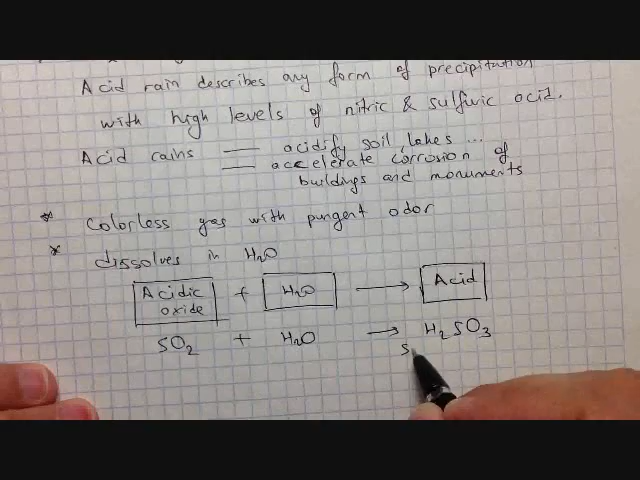 Acid rain describes any form of precipitation
with high levels of nitric & sulfuric acid.
Acid rains — acidify soil, lakes ...
— accelerate corrosion of
buildings and monuments
* colorless gas with pungent odor
* dissolves in H₂O
Acidic oxide + H₂O → Acid
SO₂ + H₂O → H₂SO₃
S